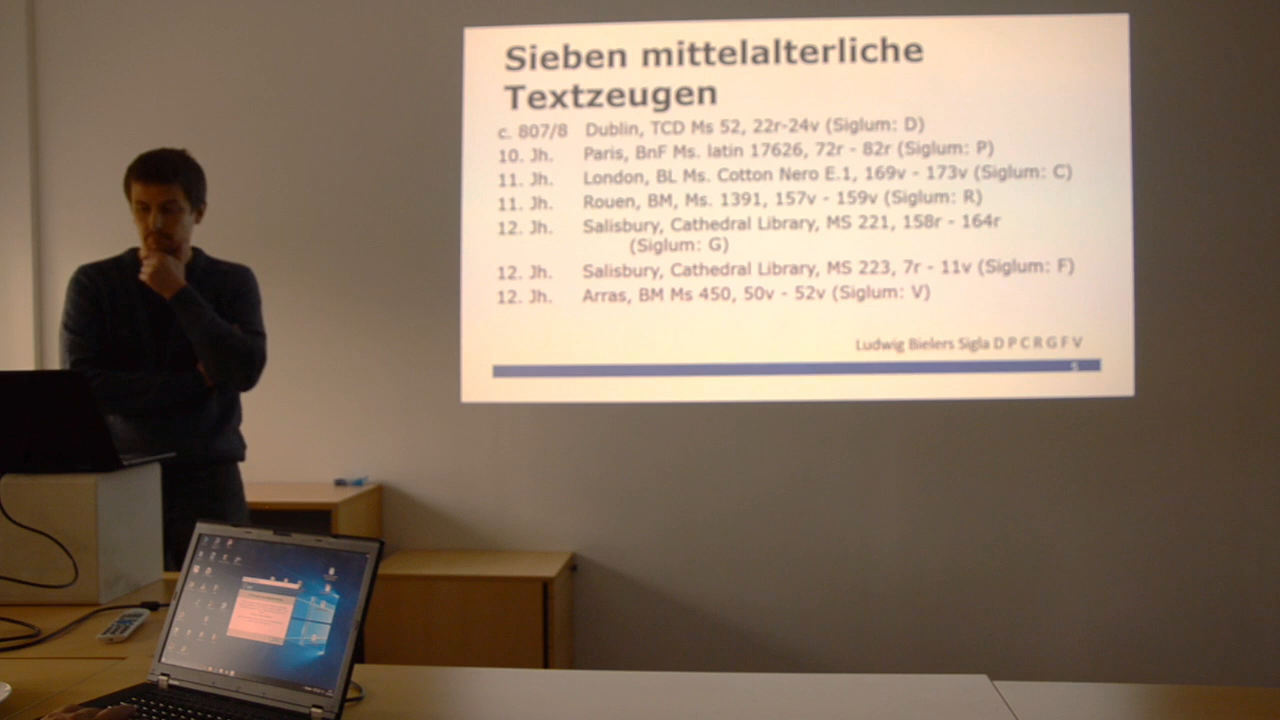 Sieben mittelalterliche
Textzeugen
c. 807/8 Dublin, TCD Ms 52, 22r-24v (Siglum: D)
10. Jh. Paris, BnF Ms. latin 17626, 72r - 82r (Siglum: P)
11. Jh. London, BL Ms. Cotton Nero E.1, 169v - 173v (Siglum: C)
11. Jh. Rouen, BM, Ms. 1391, 157v - 159v (Siglum: R)
12. Jh. Salisbury, Cathedral Library, MS 221, 158r - 164r
(Siglum: G)
12. Jh. Salisbury, Cathedral Library, MS 223, 7r - 11v (Siglum: F)
12. Jh. Arras, BM Ms 450, 50v - 52v (Siglum: V)
Ludwig Bielers Sigla D P C R G F V